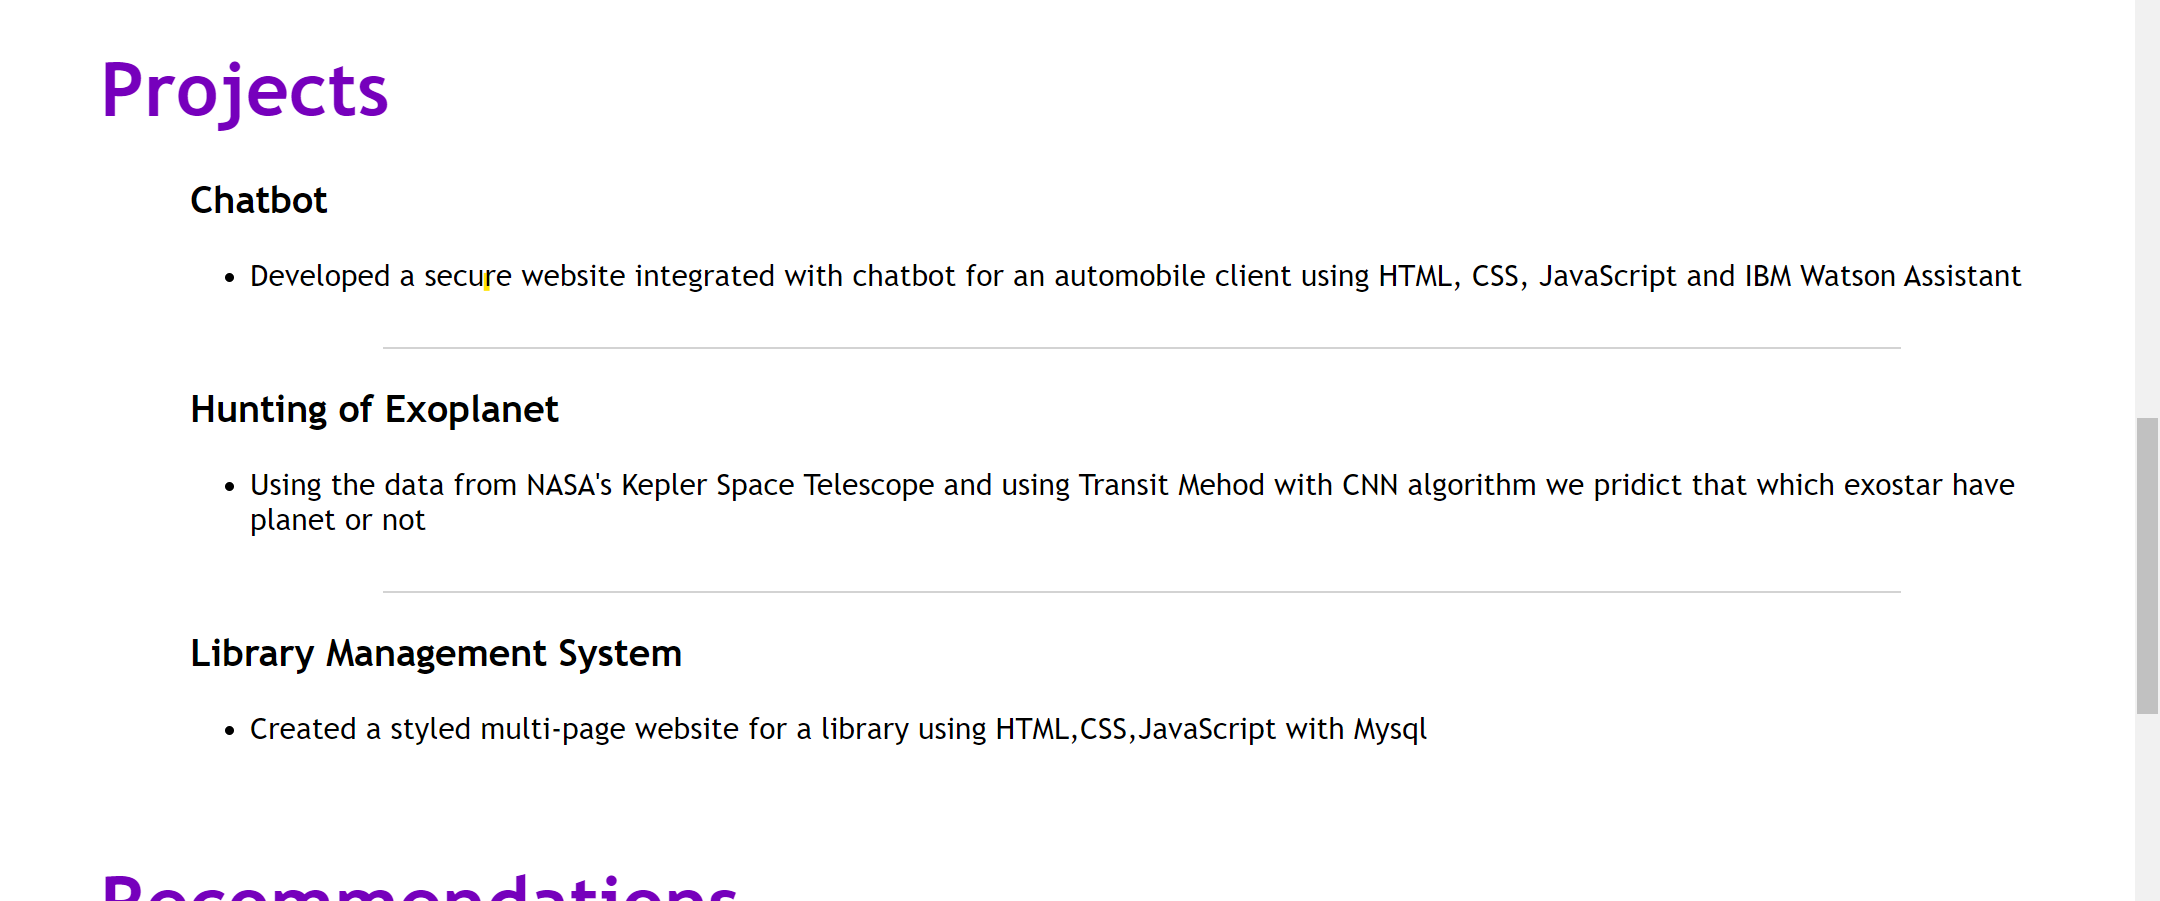 Projects
Chatbot
• Developed a secure website integrated with chatbot for an automobile client using HTML, CSS, JavaScript and IBM Watson Assistant
Hunting of Exoplanet
• Using the data from NASA's Kepler Space Telescope and using Transit Mehod with CNN algorithm we pridict that which exostar have
planet or not
Library Management System
• Created a styled multi-page website for a library using HTML,CSS,JavaScript with Mysql
Recommendations